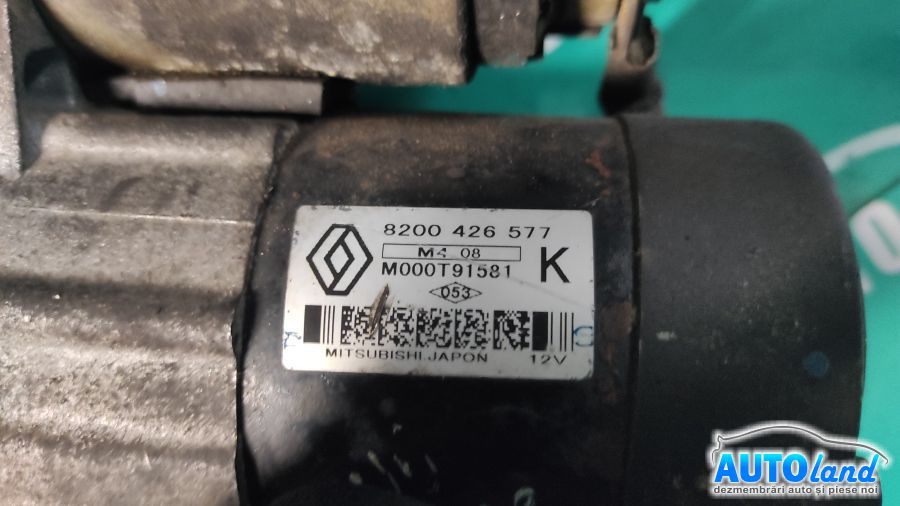 8200 426 577
M4 08
M000T91581
K
053
MITSUBISHI JAPON 12V
AUTOland
dezmembrări auto și piese noi